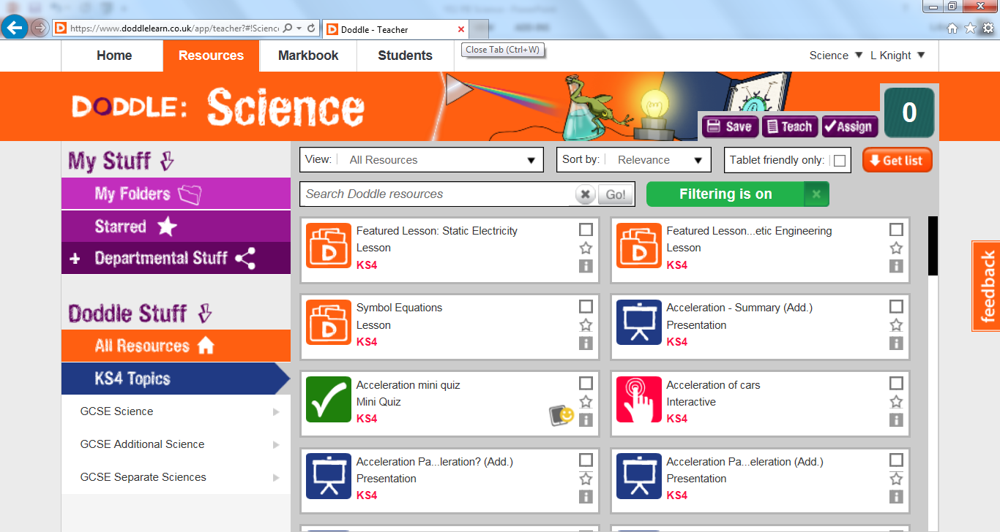 https://www.doddlelearn.co.uk/app/teacher?#!Scienc
Doddle - Teacher
Close Tab (Ctrl+W)
Home
Resources
Markbook
Students
Science
L Knight
DODDLE: Science
Save
Teach
Assign
0
My Stuff
My Folders
Starred
+ Departmental Stuff
Doddle Stuff
All Resources
KS4 Topics
GCSE Science
GCSE Additional Science
GCSE Separate Sciences
View: All Resources
Sort by: Relevance
Tablet friendly only:
Get list
Search Doddle resources
Go!
Filtering is on
Featured Lesson: Static Electricity
Lesson
KS4
Featured Lesson...etic Engineering
Lesson
KS4
Symbol Equations
Lesson
KS4
Acceleration - Summary (Add.)
Presentation
KS4
Acceleration mini quiz
Mini Quiz
KS4
Acceleration of cars
Interactive
KS4
Acceleration Pa...leration? (Add.)
Presentation
KS4
Acceleration Pa...eleration (Add.)
Presentation
KS4
feedback